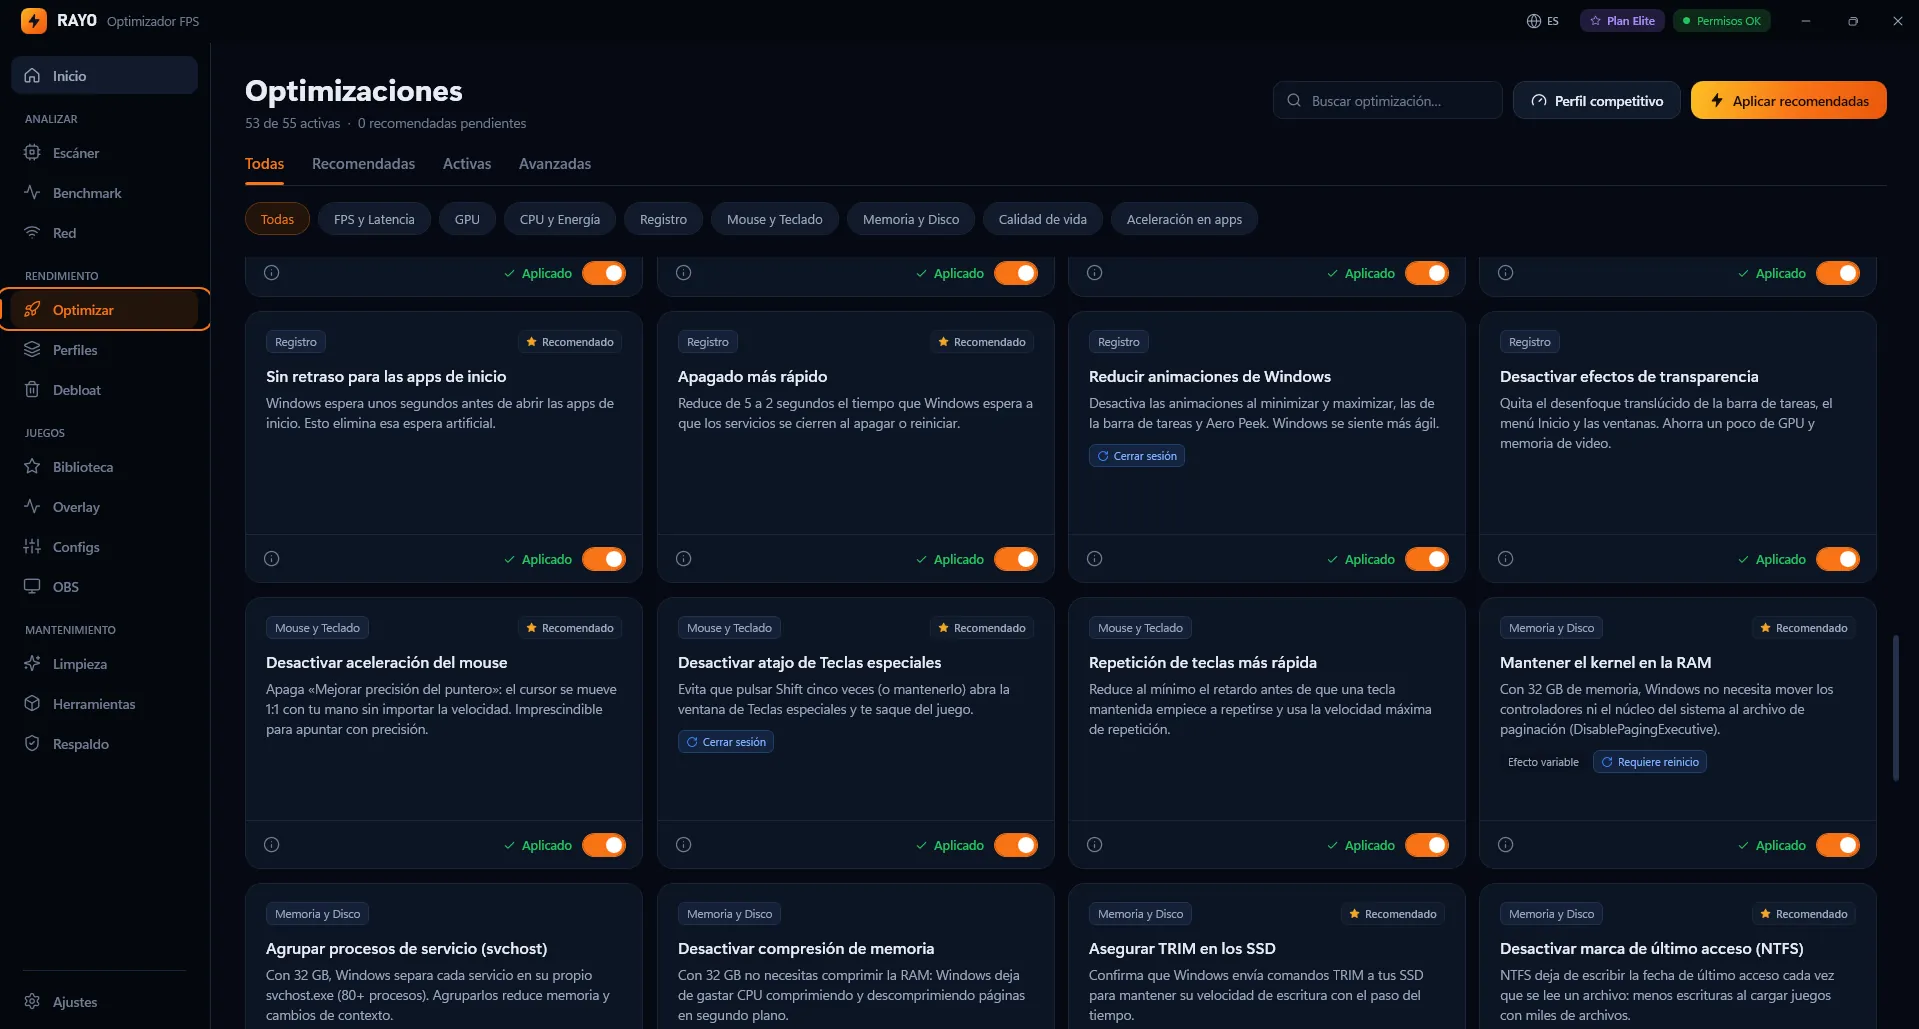 RAYO Optimizador FPS
ES
Plan Elite
Permisos OK
Inicio
ANALIZAR
Escáner
Benchmark
Red
RENDIMIENTO
Optimizar
Perfiles
Debloat
JUEGOS
Biblioteca
Overlay
Configs
OBS
MANTENIMIENTO
Limpieza
Herramientas
Respaldo
Ajustes
Optimizaciones
53 de 55 activas · 0 recomendadas pendientes
Buscar optimización...
Perfil competitivo
Aplicar recomendadas
Todas Recomendadas Activas Avanzadas
Todas FPS y Latencia GPU CPU y Energía Registro Mouse y Teclado Memoria y Disco Calidad de vida Aceleración en apps
Aplicado
Aplicado
Aplicado
Aplicado
Registro
Recomendado
Sin retraso para las apps de inicio
Windows espera unos segundos antes de abrir las apps de
inicio. Esto elimina esa espera artificial.
Aplicado
Registro
Recomendado
Apagado más rápido
Reduce de 5 a 2 segundos el tiempo que Windows espera a
que los servicios se cierren al apagar o reiniciar.
Aplicado
Registro
Reducir animaciones de Windows
Desactiva las animaciones al minimizar y maximizar, las de
la barra de tareas y Aero Peek. Windows se siente más ágil.
Cerrar sesión
Aplicado
Registro
Desactivar efectos de transparencia
Quita el desenfoque translúcido de la barra de tareas, el
menú Inicio y las ventanas. Ahorra un poco de GPU y
memoria de video.
Aplicado
Mouse y Teclado
Recomendado
Desactivar aceleración del mouse
Apaga «Mejorar precisión del puntero»: el cursor se mueve
1:1 con tu mano sin importar la velocidad. Imprescindible
para apuntar con precisión.
Aplicado
Mouse y Teclado
Recomendado
Desactivar atajo de Teclas especiales
Evita que pulsar Shift cinco veces (o mantenerlo) abra la
ventana de Teclas especiales y te saque del juego.
Cerrar sesión
Aplicado
Mouse y Teclado
Repetición de teclas más rápida
Reduce al mínimo el retardo antes de que una tecla
mantenida empiece a repetirse y usa la velocidad máxima
de repetición.
Aplicado
Memoria y Disco
Recomendado
Mantener el kernel en la RAM
Con 32 GB de memoria, Windows no necesita mover los
controladores ni el núcleo del sistema al archivo de
paginación (DisablePagingExecutive).
Efecto variable
Requiere reinicio
Aplicado
Memoria y Disco
Agrupar procesos de servicio (svchost)
Con 32 GB, Windows separa cada servicio en su propio
svchost.exe (80+ procesos). Agruparlos reduce memoria y
cambios de contexto.
Memoria y Disco
Desactivar compresión de memoria
Con 32 GB no necesitas comprimir la RAM: Windows deja
de gastar CPU comprimiendo y descomprimiendo páginas
en segundo plano.
Memoria y Disco
Recomendado
Asegurar TRIM en los SSD
Confirma que Windows envía comandos TRIM a tus SSD
para mantener su velocidad de escritura con el paso del
tiempo.
Memoria y Disco
Recomendado
Desactivar marca de último acceso (NTFS)
NTFS deja de escribir la fecha de último acceso cada vez
que se lee un archivo: menos escrituras al cargar juegos
con miles de archivos.